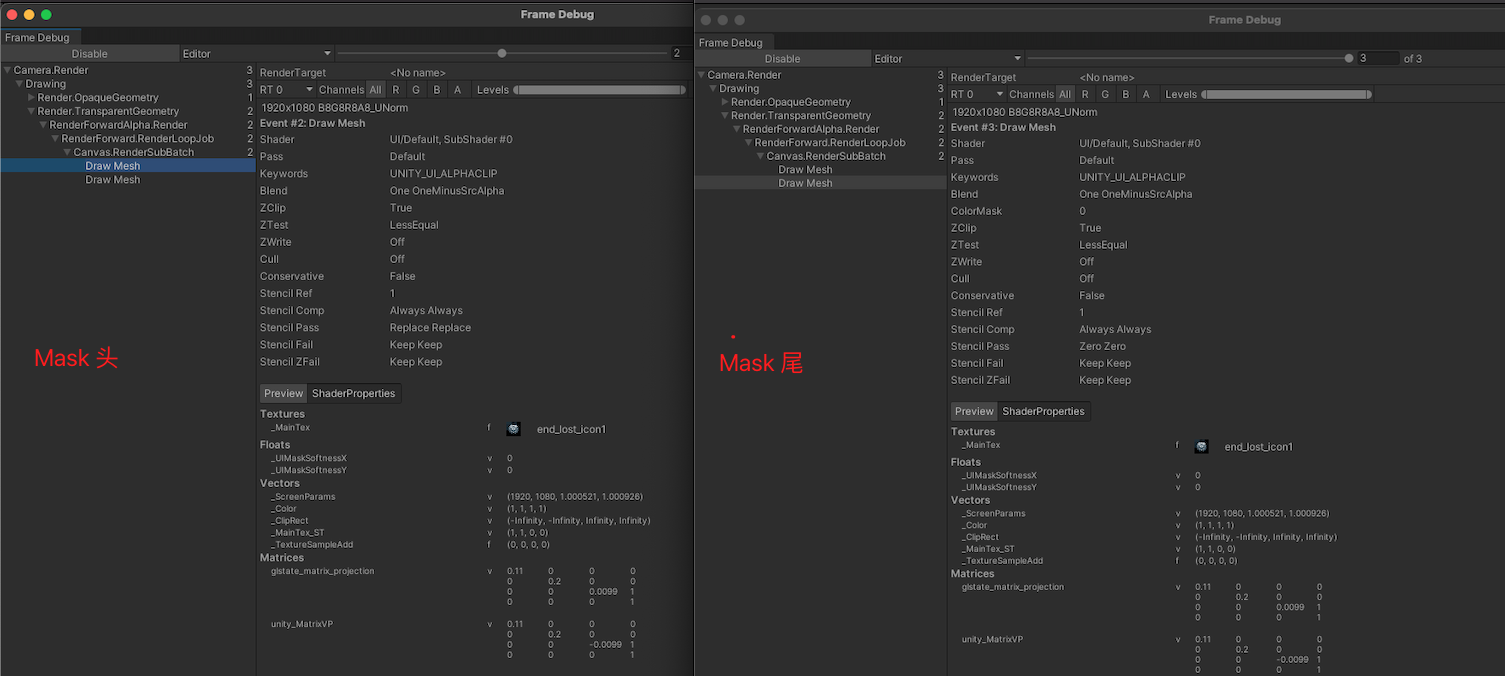 Frame Debug
Frame Debug
Disable
Editor
2
Camera.Render 3
Drawing 3
Render.OpaqueGeometry 1
Render.TransparentGeometry 2
RenderForwardAlpha.Render 2
RenderForward.RenderLoopJob 2
Canvas.RenderSubBatch 2
Draw Mesh
Draw Mesh
Mask 头
RenderTarget <No name>
RT 0 Channels All R G B A Levels
1920x1080 B8G8R8A8_UNorm
Event #2: Draw Mesh
Shader UI/Default, SubShader #0
Pass Default
Keywords UNITY_UI_ALPHACLIP
Blend One OneMinusSrcAlpha
ZClip True
ZTest LessEqual
ZWrite Off
Cull Off
Conservative False
Stencil Ref 1
Stencil Comp Always Always
Stencil Pass Replace Replace
Stencil Fail Keep Keep
Stencil ZFail Keep Keep
Preview ShaderProperties
Textures
_MainTex f end_lost_icon1
Floats
_UIMaskSoftnessX v 0
_UIMaskSoftnessY v 0
Vectors
_ScreenParams v (1920, 1080, 1.000521, 1.000926)
_Color v (1, 1, 1, 1)
_ClipRect v (-Infinity, -Infinity, Infinity, Infinity)
_MainTex_ST v (1, 1, 0, 0)
_TextureSampleAdd f (0, 0, 0, 0)
Matrices
glstate_matrix_projection v 0.11 0 0 0
0 0.2 0 0
0 0 0.0099 1
0 0 0 1
unity_MatrixVP v 0.11 0 0 0
0 0.2 0 0
0 0 -0.0099 1
0 0 0 1
Frame Debug
Frame Debug
Disable
Editor
3 of 3
Camera.Render 3
Drawing 3
Render.OpaqueGeometry 1
Render.TransparentGeometry 2
RenderForwardAlpha.Render 2
RenderForward.RenderLoopJob 2
Canvas.RenderSubBatch 2
Draw Mesh
Draw Mesh
Mask 尾
RenderTarget <No name>
RT 0 Channels All R G B A Levels
1920x1080 B8G8R8A8_UNorm
Event #3: Draw Mesh
Shader UI/Default, SubShader #0
Pass Default
Keywords UNITY_UI_ALPHACLIP
Blend One OneMinusSrcAlpha
ColorMask 0
ZClip True
ZTest LessEqual
ZWrite Off
Cull Off
Conservative False
Stencil Ref 1
Stencil Comp Always Always
Stencil Pass Zero Zero
Stencil Fail Keep Keep
Stencil ZFail Keep Keep
Preview ShaderProperties
Textures
_MainTex f end_lost_icon1
Floats
_UIMaskSoftnessX v 0
_UIMaskSoftnessY v 0
Vectors
_ScreenParams v (1920, 1080, 1.000521, 1.000926)
_Color v (1, 1, 1, 1)
_ClipRect v (-Infinity, -Infinity, Infinity, Infinity)
_MainTex_ST v (1, 1, 0, 0)
_TextureSampleAdd f (0, 0, 0, 0)
Matrices
glstate_matrix_projection v 0.11 0 0 0
0 0.2 0 0
0 0 0.0099 1
0 0 0 1
unity_MatrixVP v 0.11 0 0 0
0 0.2 0 0
0 0 -0.0099 1
0 0 0 1